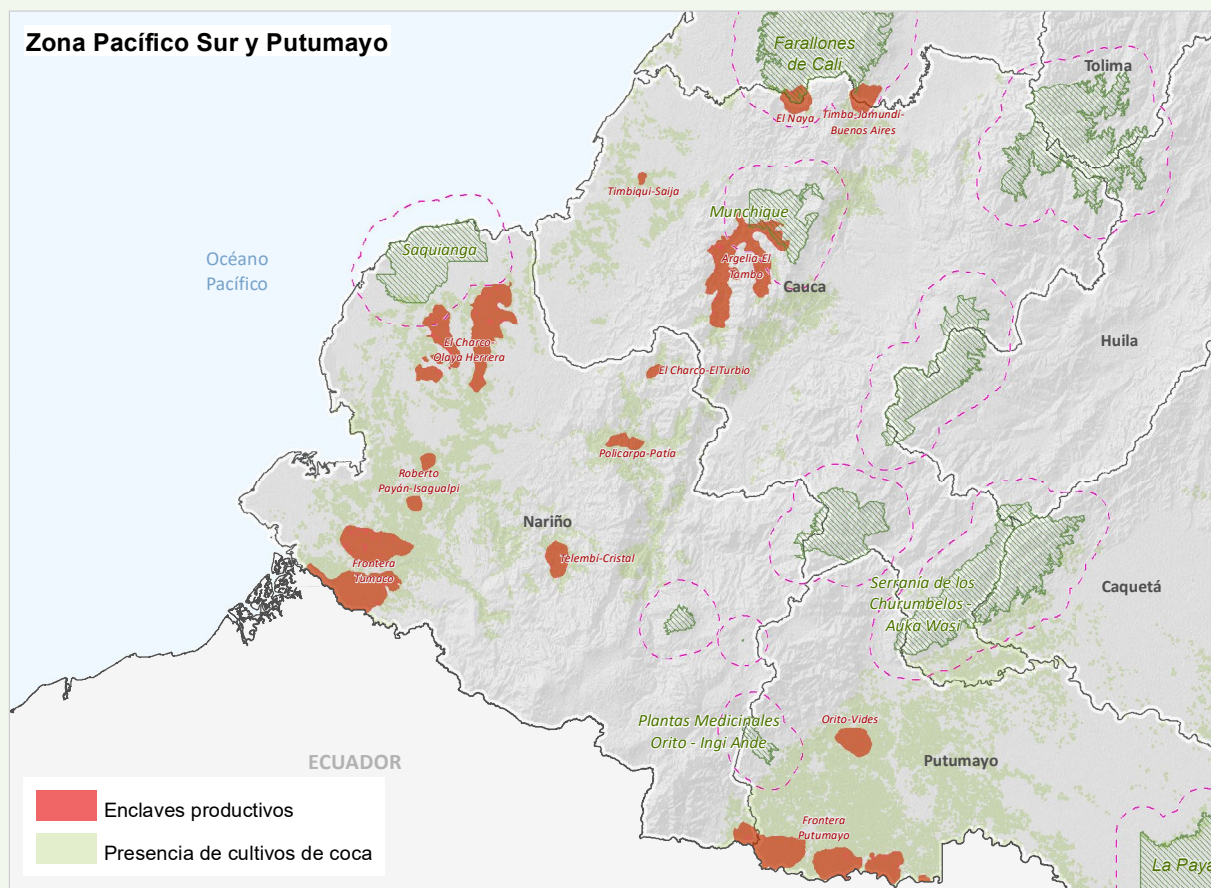 Zona Pacífico Sur y Putumayo
Farallones
de Cali
Tolima
El Naya
Timba-Jamundí-
Buenos Aires
Timbiqui-Saija
Munchique
Saquianga
Océano
Pacífico
Argelia-El
Tambo
Cauca
Huila
El Charco-
Olaya Herrera
El Charco-ElTurbio
Policarpa-Patía
Roberto
Payán-Isagualpi
Nariño
Telembí-Cristal
Frontera
Tumaco
Serranía de los
Churumbelos -
Auka Wasi
Caquetá
Plantas Medicinales
Orito - Ingi Ande
Orito-Vides
Putumayo
ECUADOR
Frontera
Putumayo
La Paya
Enclaves productivos
Presencia de cultivos de coca